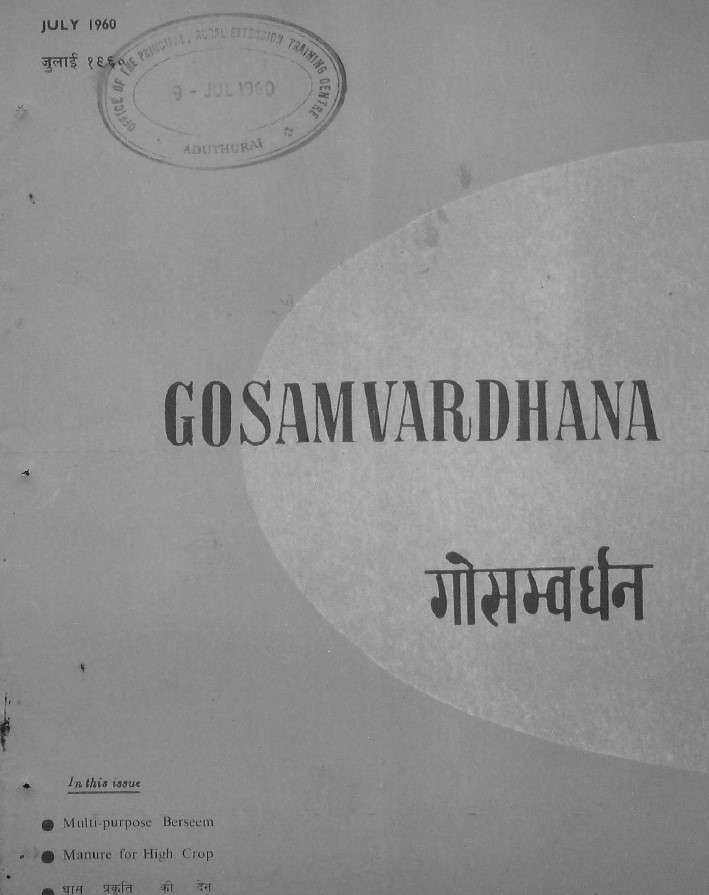 JULY 1960
जुलाई १९६०
OFFICE OF THE PRINCIPAL, RURAL EXTENSION TRAINING CENTRE
9 - JUL 1960
ADUTHURAI
GOSAMVARDHANA
गोसम्वर्धन
In this issue
Multi-purpose Berseem
Manure for High Crop
घास प्रकृति की देन